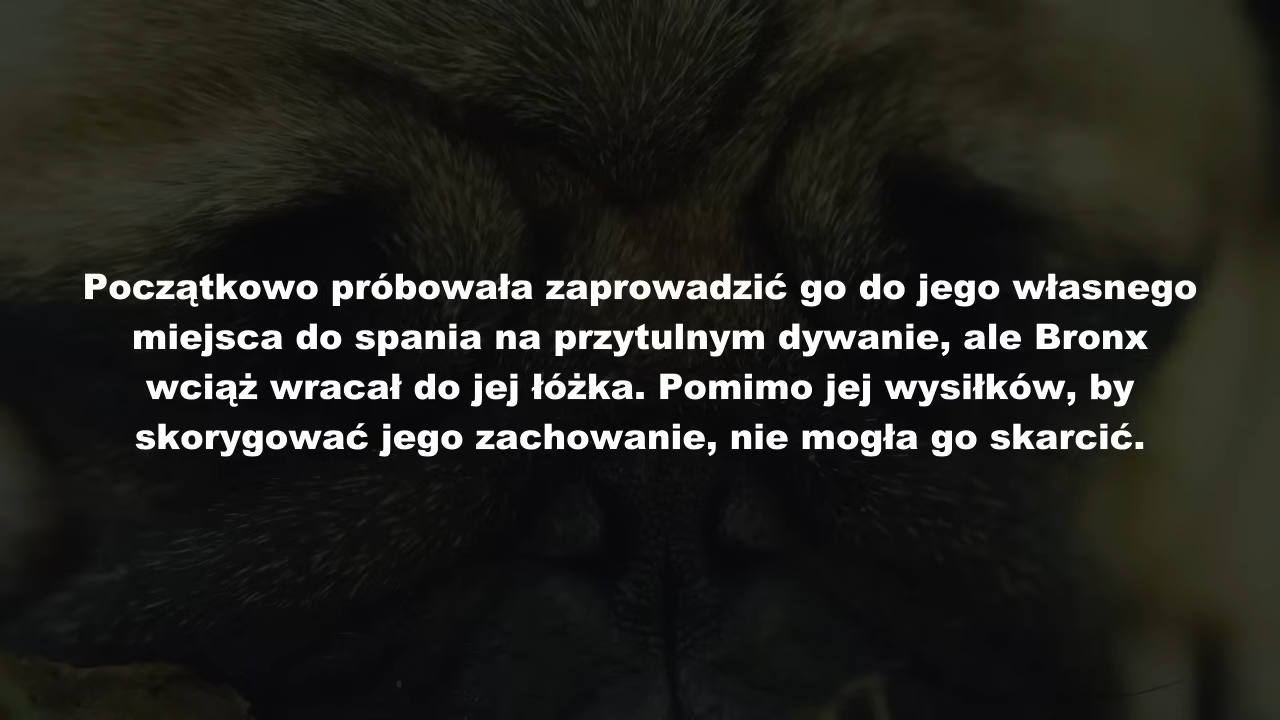 Początkowo próbowała zaprowadzić go do jego własnego
miejsca do spania na przytulnym dywanie, ale Bronx
wciąż wracał do jej łóżka. Pomimo jej wysiłków, by
skorygować jego zachowanie, nie mogła go skarcić.